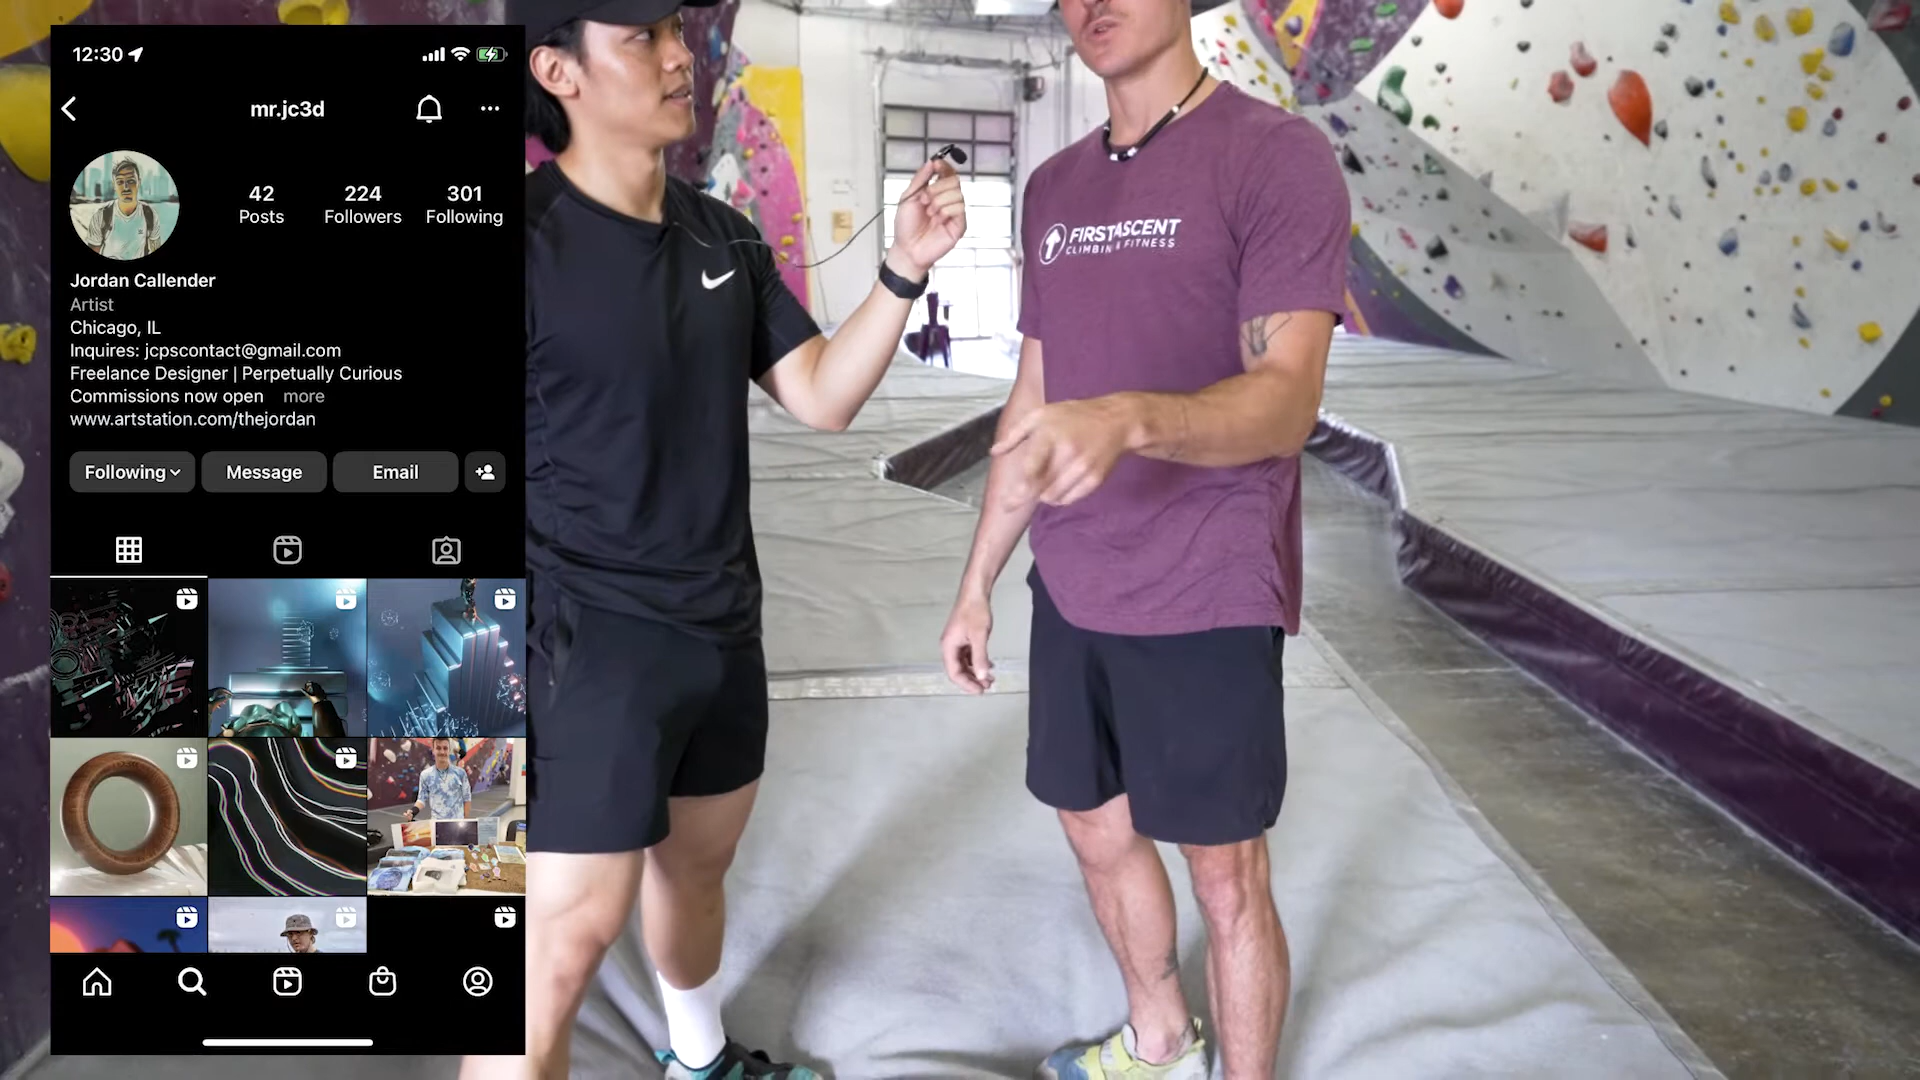 12:30
mr.jc3d
42
Posts
224
Followers
301
Following
Jordan Callender
Artist
Chicago, IL
Inquires: jcpscontact@gmail.com
Freelance Designer | Perpetually Curious
Commissions now open more
www.artstation.com/thejordan
Following
Message
Email
FIRST ASCENT
CLIMBING & FITNESS